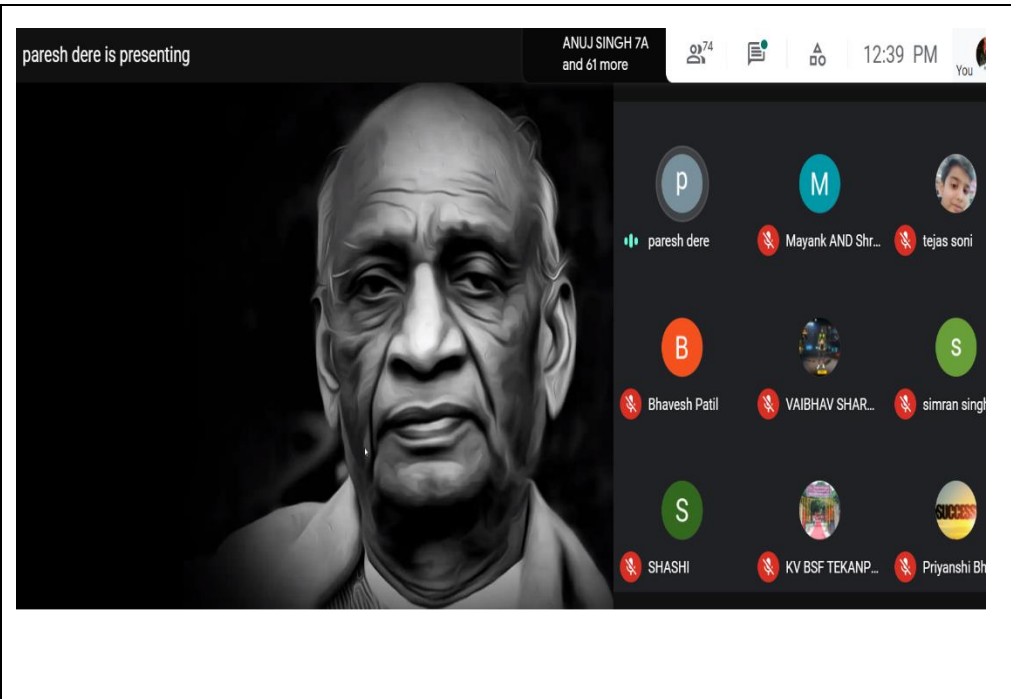 paresh dere is presenting
ANUJ SINGH 7A
and 61 more
74
12:39 PM
You
p
M
paresh dere
Mayank AND Shr...
tejas soni
B
s
Bhavesh Patil
VAIBHAV SHAR...
simran singh
S
SUCCESS
SHASHI
KV BSF TEKANP...
Priyanshi Bh